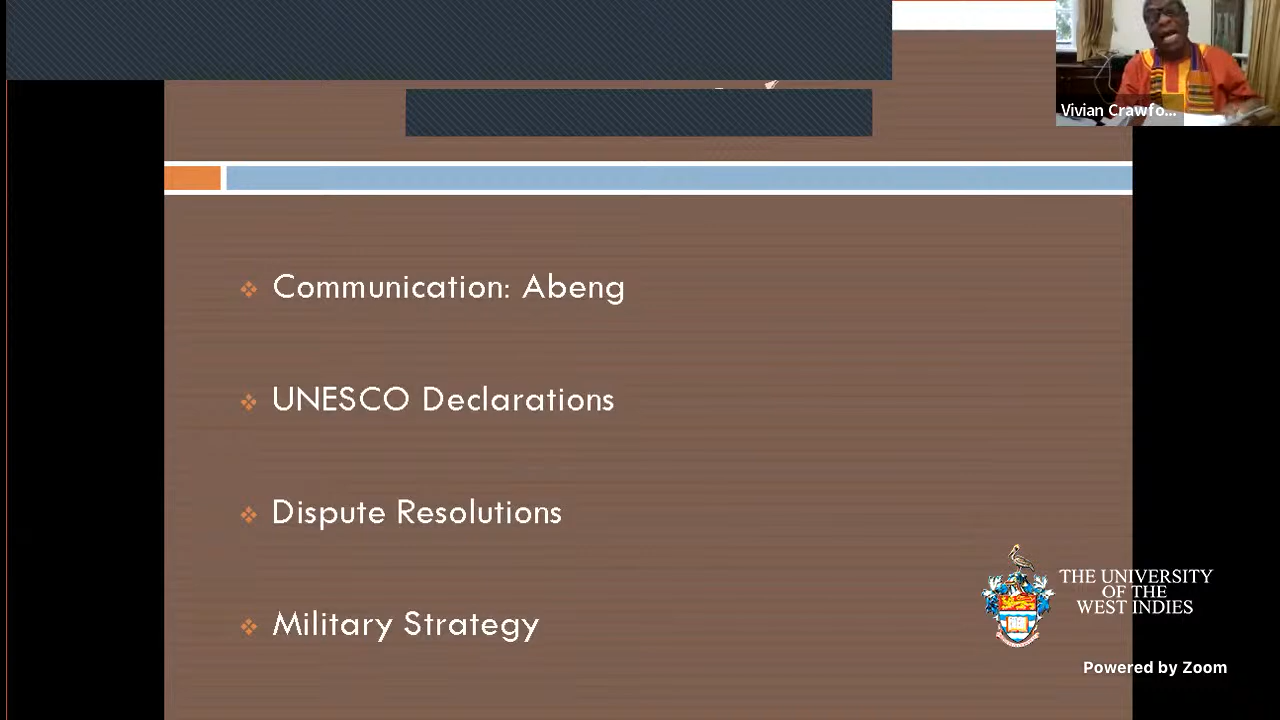 Vivian Crawfo...
Communication: Abeng
UNESCO Declarations
Dispute Resolutions
Military Strategy
THE UNIVERSITY
OF THE
WEST INDIES
Powered by Zoom